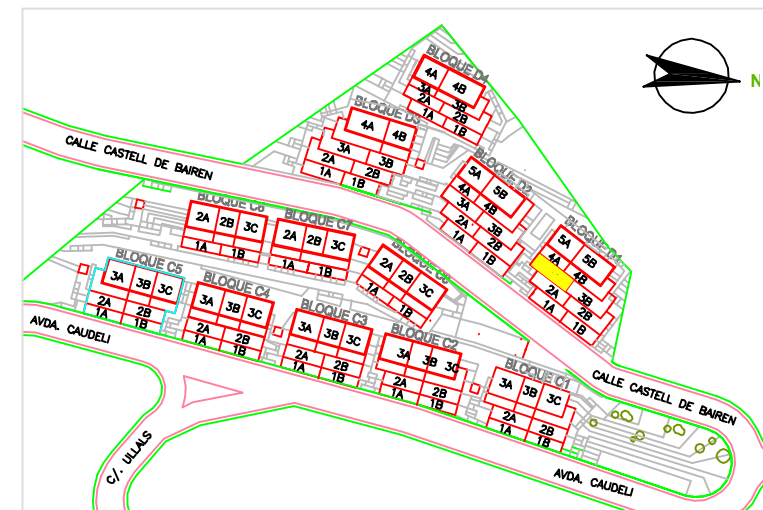 BLOQUE D4
4A 4B
3A 3B
2A 2B
1A 1B
N
BLOQUE D3
4A 4B
3A 3B
2A 2B
1A 1B
CALLE CASTELL DE BAIREN
BLOQUE D2
5A 5B
4A 4B
3A 3B
2A 2B
1A 1B
BLOQUE D1
5A 5B
4A 4B
3B
2A 2B
1A 1B
BLOQUE C6
2A 2B 3C
1A 1B
BLOQUE C7
2A 2B 3C
1A 1B
2A 2B 3C
1A 1B
BLOQUE C5
3A 3B 3C
2A 2B
1A 1B
BLOQUE C4
3A 3B 3C
2A 2B
1A 1B
BLOQUE C3
3A 3B 3C
2A 2B
1A 1B
BLOQUE C2
3A 3B 3C
2A 2B
1A 1B
BLOQUE C1
3A 3B 3C
2A 2B
1A 1B
AVDA. CAUDELI
CALLE CASTELL DE BAIREN
C/. ULLALS
AVDA. CAUDELI